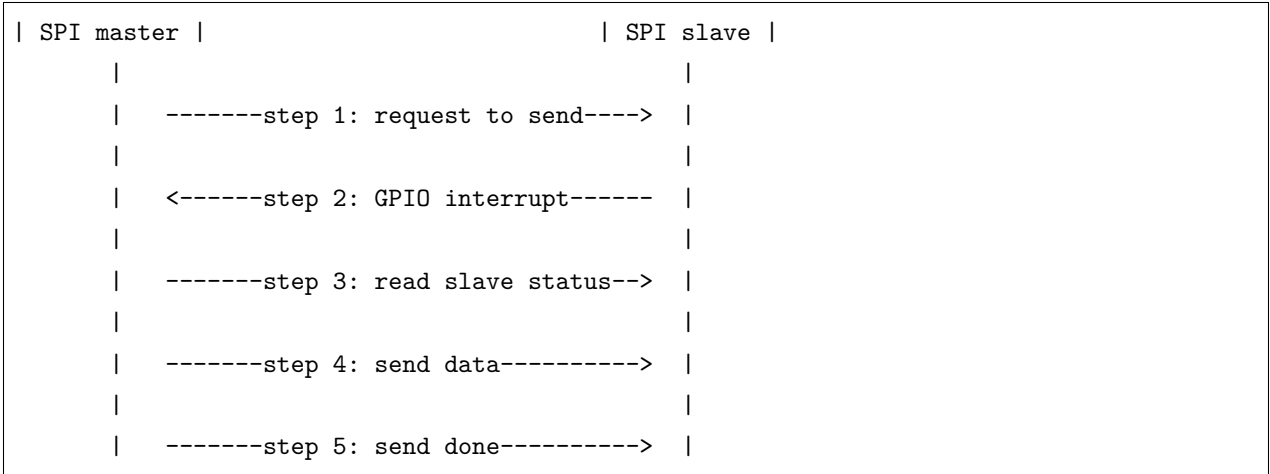 | SPI master |                        | SPI slave |
      |                                  |
      |   -------step 1: request to send---->  |
      |                                  |
      |   <------step 2: GPIO interrupt------  |
      |                                  |
      |   -------step 3: read slave status-->  |
      |                                  |
      |   -------step 4: send data---------->  |
      |                                  |
      |   -------step 5: send done---------->  |